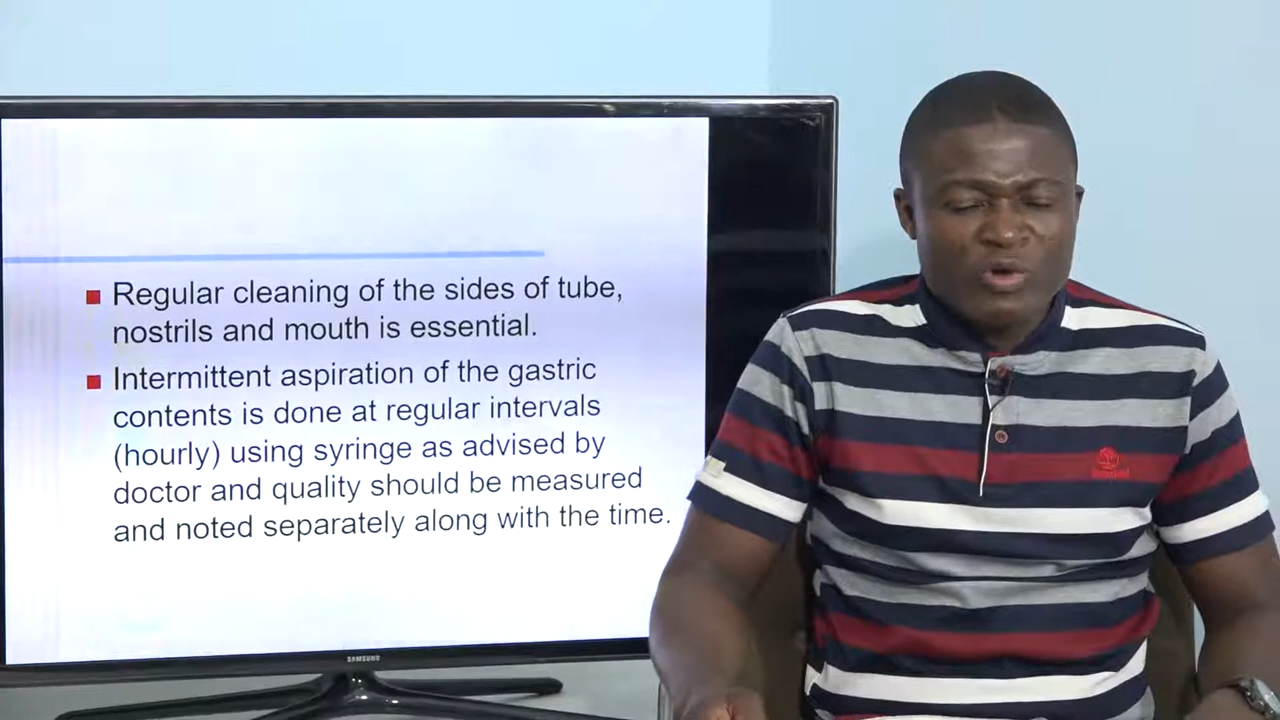 Regular cleaning of the sides of tube,
nostrils and mouth is essential.
Intermittent aspiration of the gastric
contents is done at regular intervals
(hourly) using syringe as advised by
doctor and quality should be measured
and noted separately along with the time.
SAMSUNG